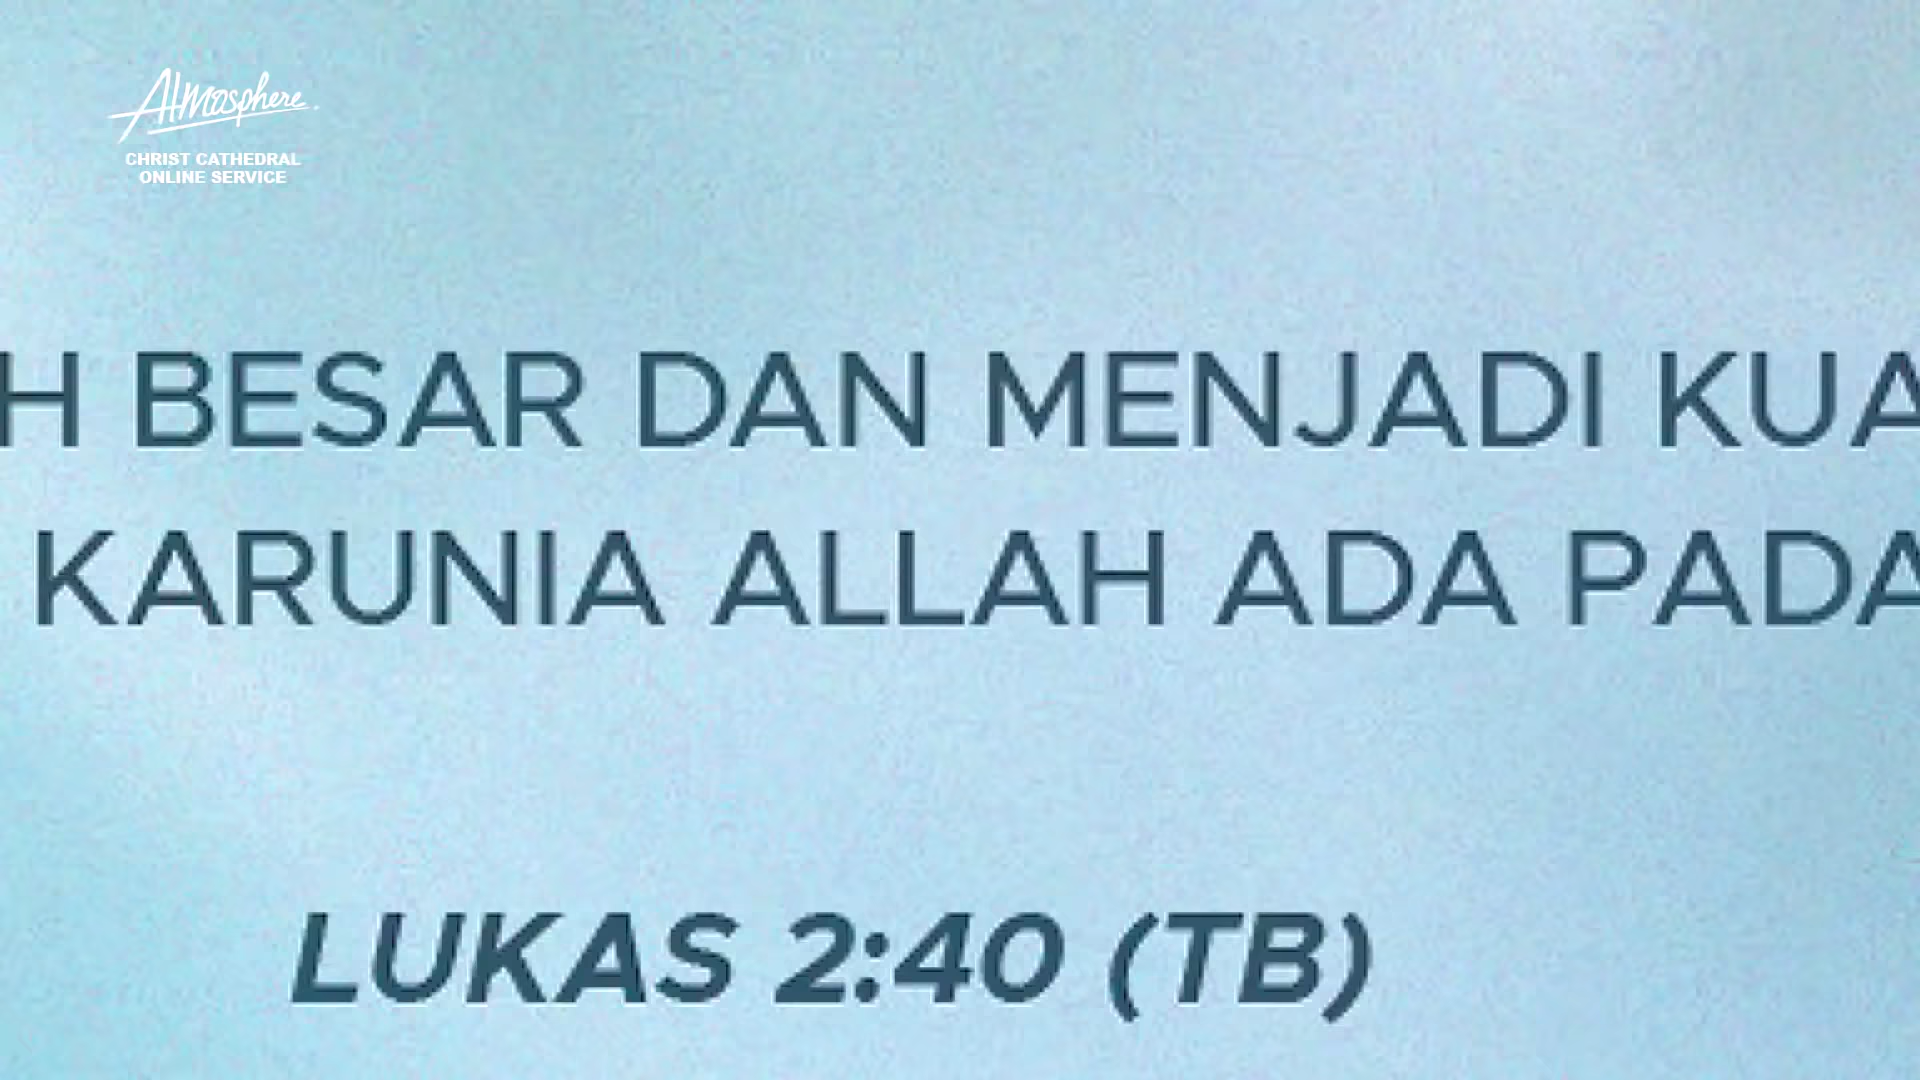 Atmosphere.
CHRIST CATHEDRAL
ONLINE SERVICE
H BESAR DAN MENJADI KUA
KARUNIA ALLAH ADA PADA
LUKAS 2:40 (TB)